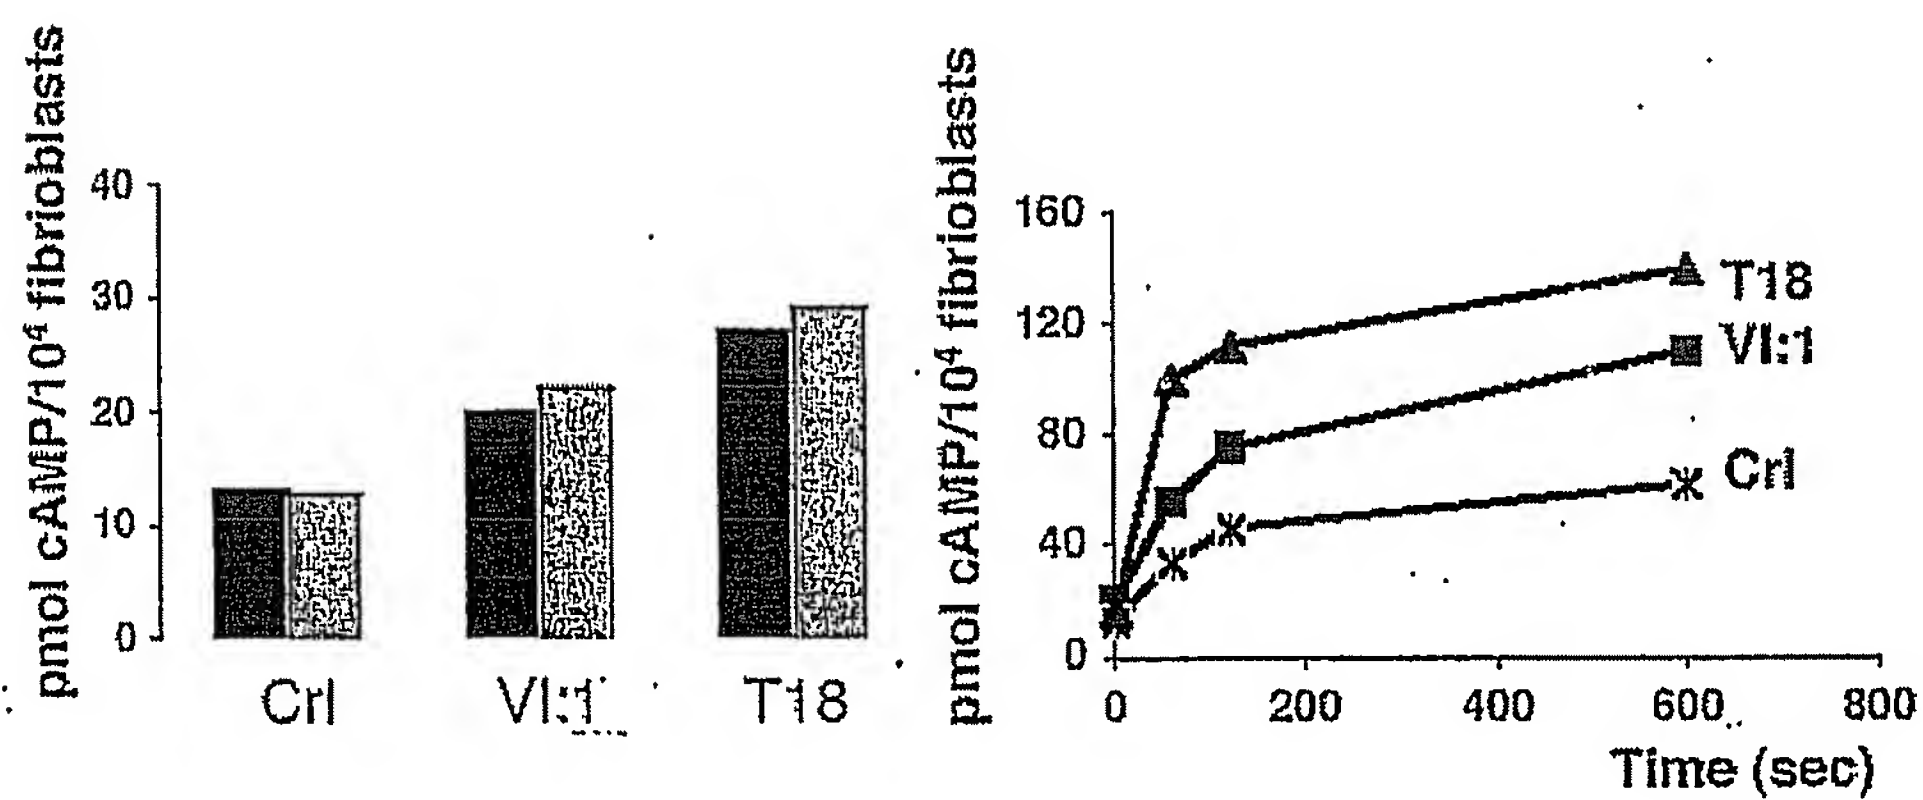 pmol cAMP/10⁴ fibrioblasts
40
30
20
10
0
Crl
VI:1
T18
pmol cAMP/10⁴ fibrioblasts
160
120
80
40
0
T18
VI:1
Crl
0 200 400 600 800
Time (sec)